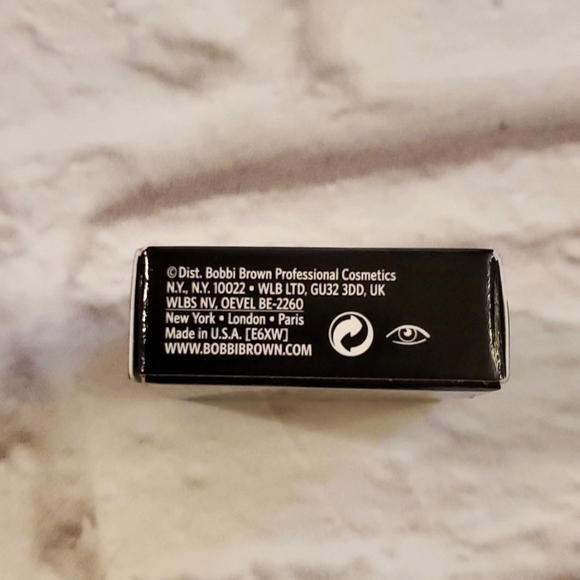 ©Dist. Bobbi Brown Professional Cosmetics
N.Y., N.Y. 10022 • WLB LTD, GU32 3DD, UK
WLBS NV, OEVEL BE-2260
New York • London • Paris
Made in U.S.A. [E6XW]
WWW.BOBBIBROWN.COM